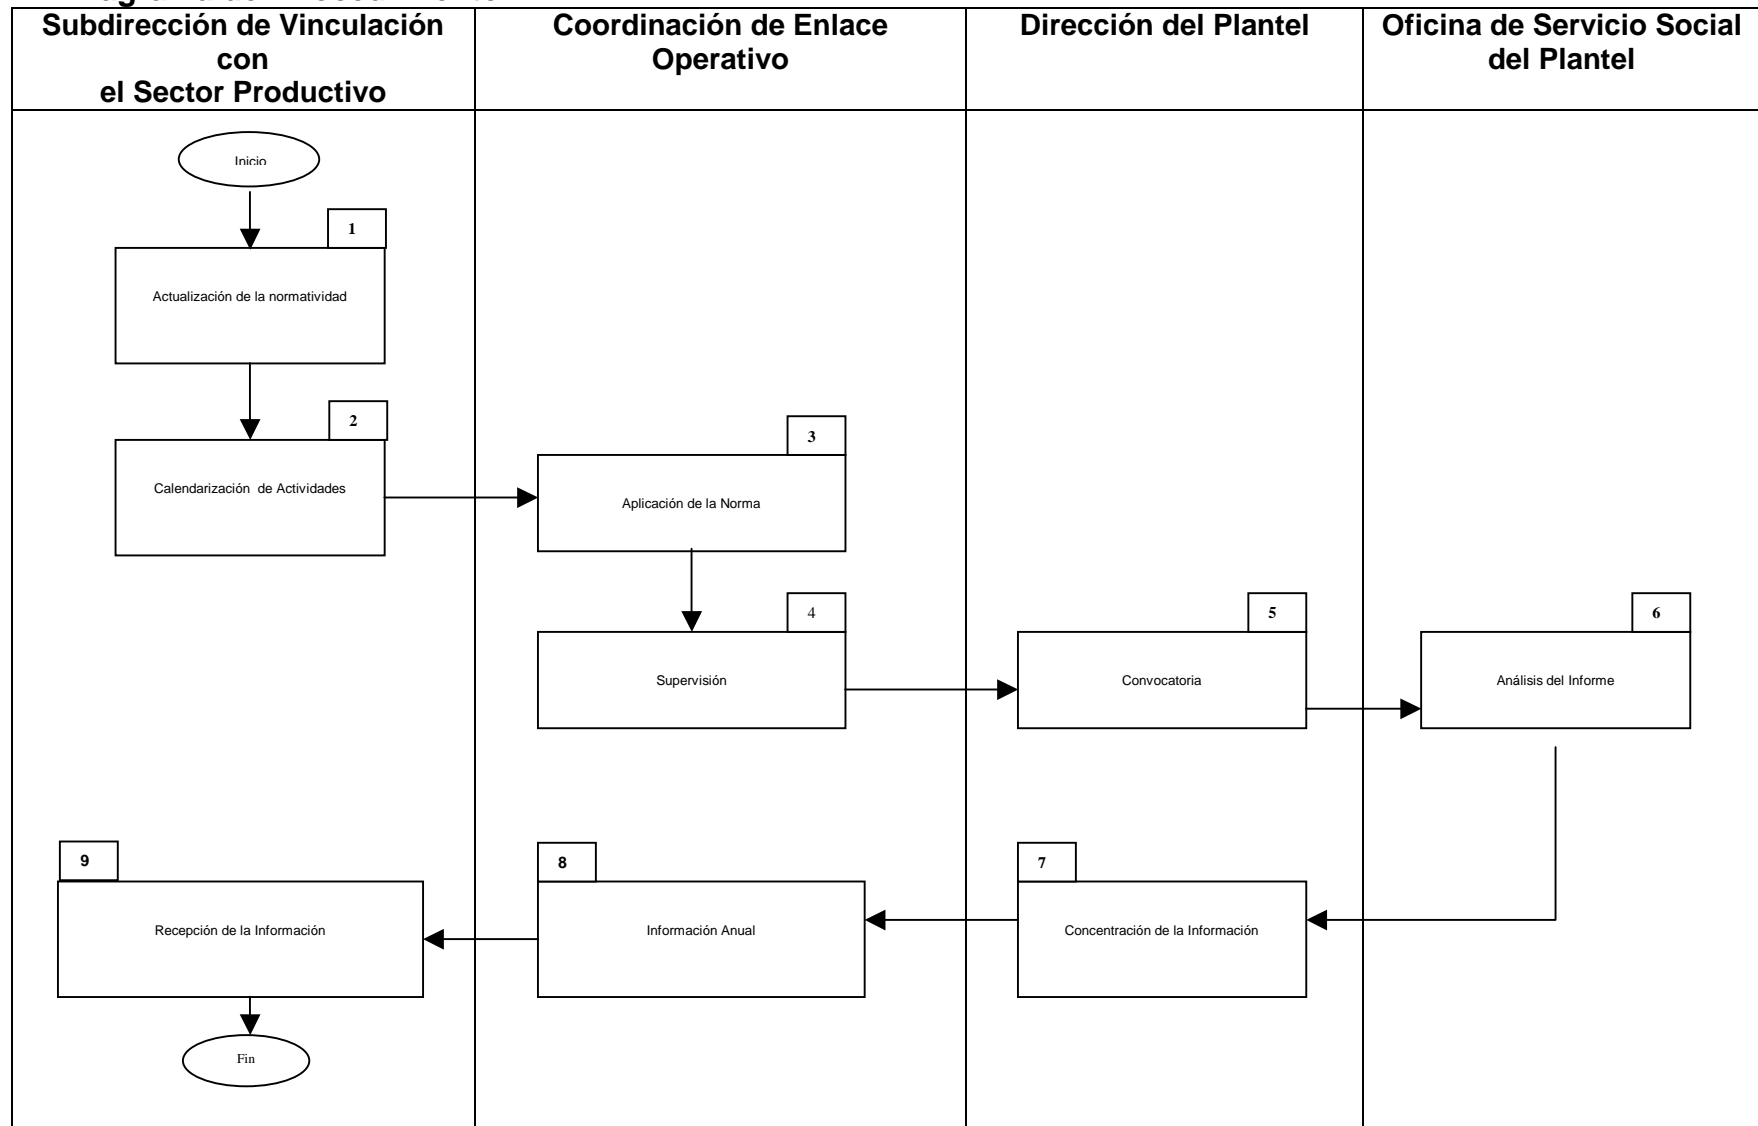 Subdirección de Vinculación
con
el Sector Productivo
Coordinación de Enlace
Operativo
Dirección del Plantel
Oficina de Servicio Social
del Plantel
Inicio
1
Actualización de la normatividad
2
Calendarización de Actividades
3
Aplicación de la Norma
4
Supervisión
5
Convocatoria
6
Análisis del Informe
9
Recepción de la Información
8
Información Anual
7
Concentración de la Información
Fin